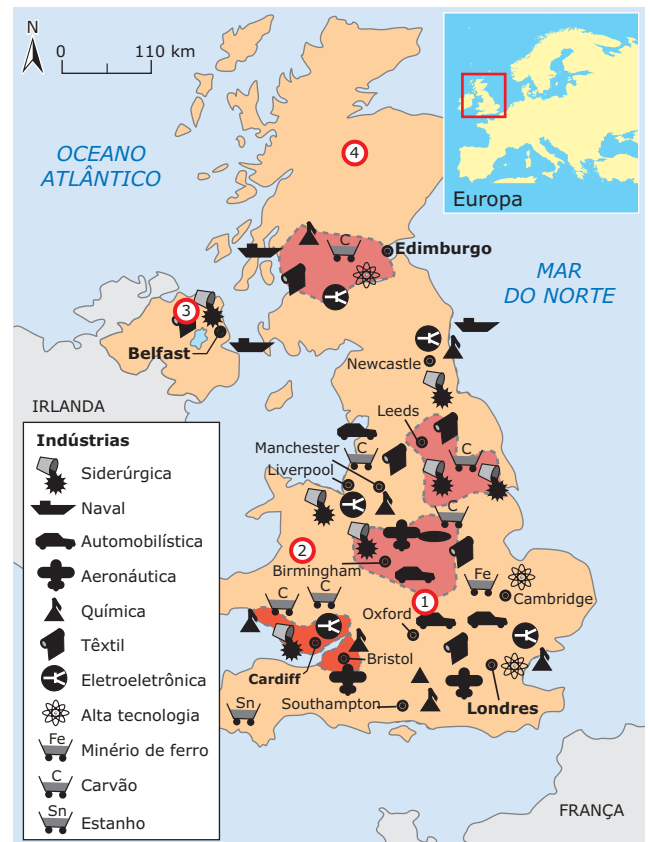 N
0 110 km
OCEANO
ATLÂNTICO
Europa
4
C
Edimburgo
MAR
DO NORTE
3
Belfast
Newcastle
IRLANDA
Leeds
Manchester
C
C
Liverpool
C
2
Birmingham
Fe
1
Cambridge
C
C
Oxford
Cardiff
Bristol
Sn
Southampton
Londres
FRANÇA
Indústrias
Siderúrgica
Naval
Automobilística
Aeronáutica
Química
Têxtil
Eletroeletrônica
Alta tecnologia
Fe
Minério de ferro
C
Carvão
Sn
Estanho